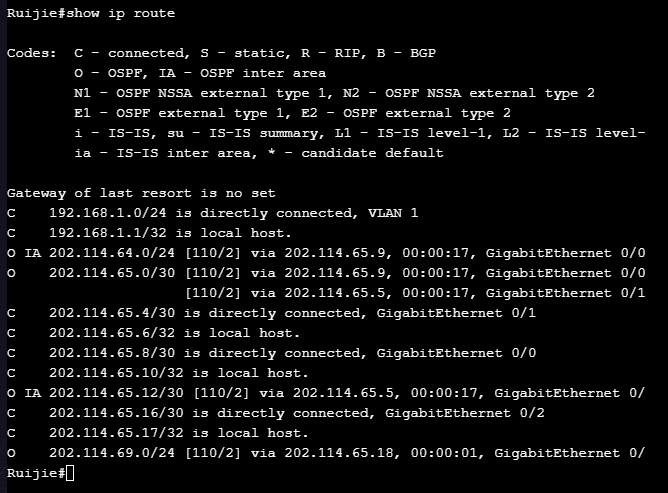 Ruijie#show ip route
Codes:  C - connected, S - static, R - RIP, B - BGP
        O - OSPF, IA - OSPF inter area
        N1 - OSPF NSSA external type 1, N2 - OSPF NSSA external type 2
        E1 - OSPF external type 1, E2 - OSPF external type 2
        i - IS-IS, su - IS-IS summary, L1 - IS-IS level-1, L2 - IS-IS level-
        ia - IS-IS inter area, * - candidate default
Gateway of last resort is no set
C    192.168.1.0/24 is directly connected, VLAN 1
C    192.168.1.1/32 is local host.
O IA 202.114.64.0/24 [110/2] via 202.114.65.9, 00:00:17, GigabitEthernet 0/0
O    202.114.65.0/30 [110/2] via 202.114.65.9, 00:00:17, GigabitEthernet 0/0
                     [110/2] via 202.114.65.5, 00:00:17, GigabitEthernet 0/1
C    202.114.65.4/30 is directly connected, GigabitEthernet 0/1
C    202.114.65.6/32 is local host.
C    202.114.65.8/30 is directly connected, GigabitEthernet 0/0
C    202.114.65.10/32 is local host.
O IA 202.114.65.12/30 [110/2] via 202.114.65.5, 00:00:17, GigabitEthernet 0/
C    202.114.65.16/30 is directly connected, GigabitEthernet 0/2
C    202.114.65.17/32 is local host.
O    202.114.69.0/24 [110/2] via 202.114.65.18, 00:00:01, GigabitEthernet 0/
Ruijie#